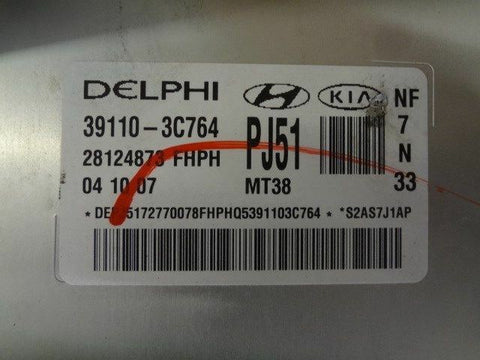 DELPHI KIA NF
39110-3C764 PJ51 7
28124873 FHPH N
04 10 07 MT38 33
*S2AS7J1AP